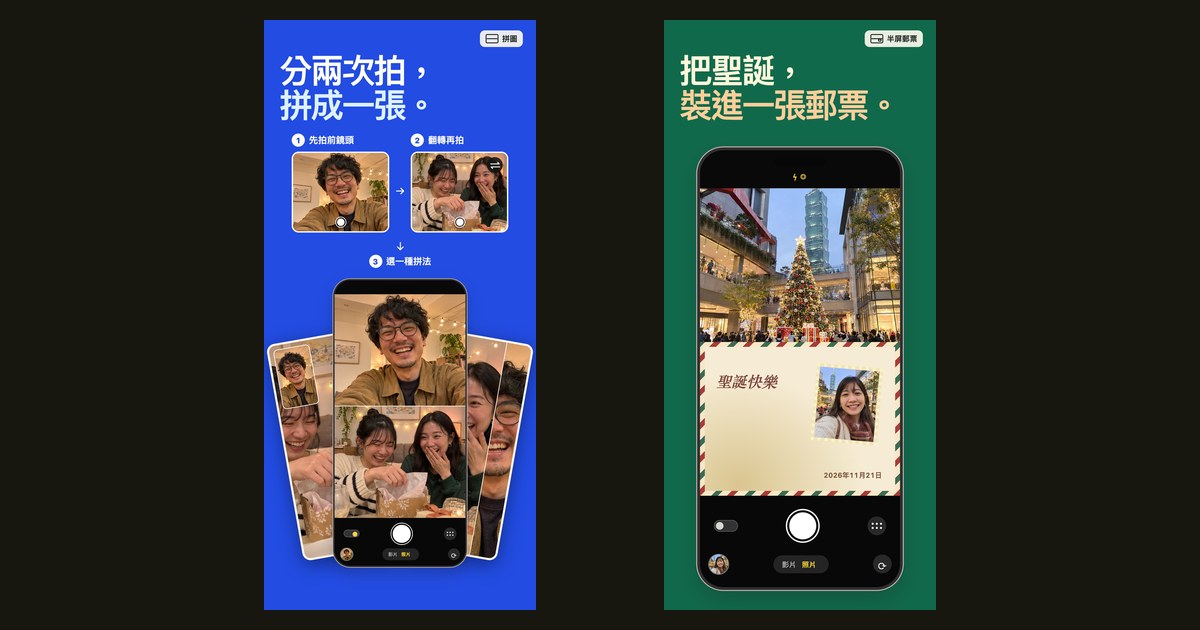 拼圖
分兩次拍，
拼成一張。
1 先拍前鏡頭
2 翻轉再拍
3 選一種拼法
影片 照片
半屏郵票
把聖誕，
裝進一張郵票。
聖誕快樂
2026年11月21日
影片 照片